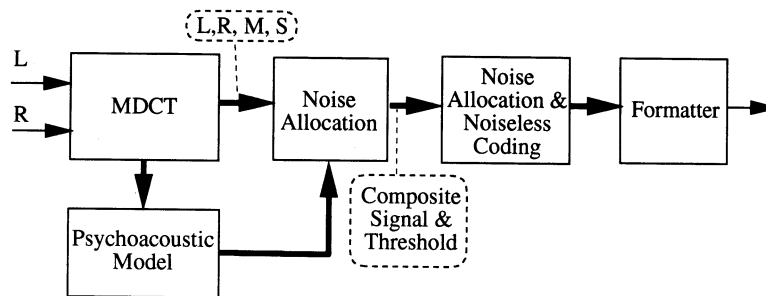 L,R, M, S
L
R
MDCT
Noise
Allocation
Noise
Allocation &
Noiseless
Coding
Formatter
Composite
Signal &
Threshold
Psychoacoustic
Model